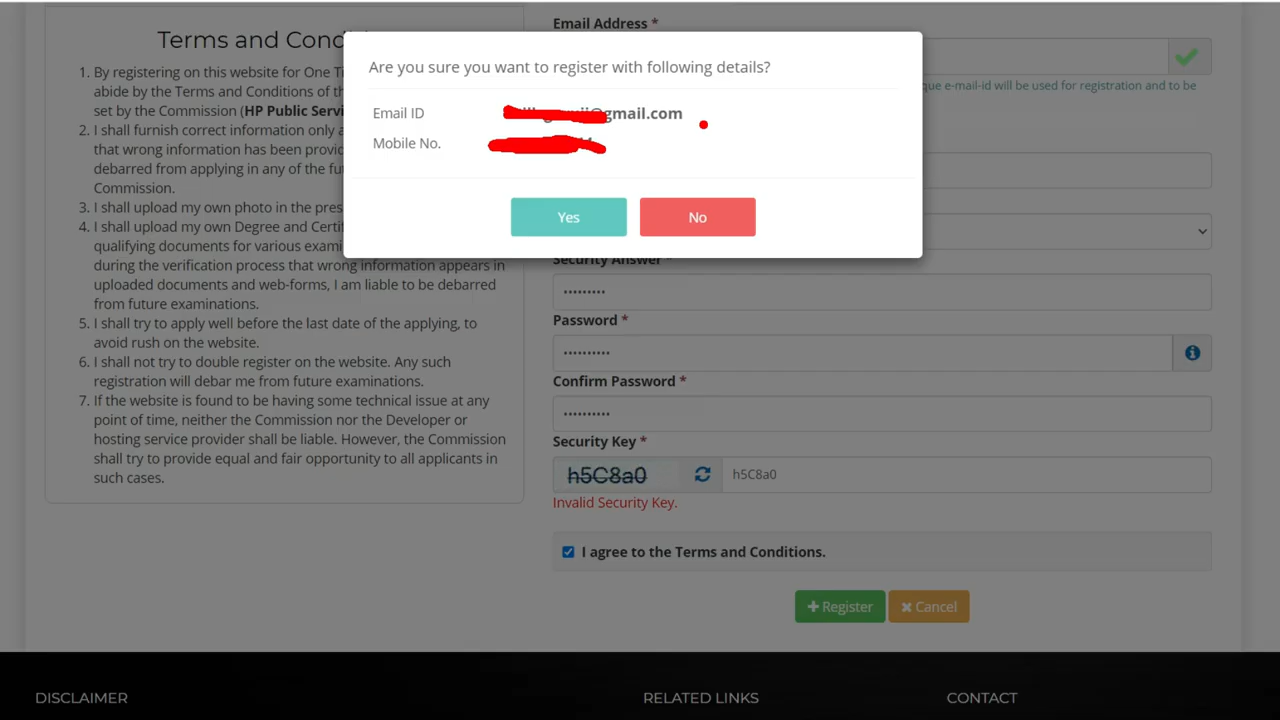 Terms and Cond
1. By registering on this website for One Ti
abide by the Terms and Conditions of th
set by the Commission (HP Public Servi
2. I shall furnish correct information only a
that wrong information has been provid
debarred from applying in any of the fu
Commission.
3. I shall upload my own photo in the pres
4. I shall upload my own Degree and Certif
qualifying documents for various exami
during the verification process that wrong information appears in
uploaded documents and web-forms, I am liable to be debarred
from future examinations.
5. I shall try to apply well before the last date of the applying, to
avoid rush on the website.
6. I shall not try to double register on the website. Any such
registration will debar me from future examinations.
7. If the website is found to be having some technical issue at any
point of time, neither the Commission nor the Developer or
hosting service provider shall be liable. However, the Commission
shall try to provide equal and fair opportunity to all applicants in
such cases.
Are you sure you want to register with following details?
Email ID @gmail.com
Mobile No.
Yes No
Email Address *
que e-mail-id will be used for registration and to be
Security Answer *
•••••••••
Password *
••••••••••
Confirm Password *
••••••••••
Security Key *
h5C8a0 h5C8a0
Invalid Security Key.
I agree to the Terms and Conditions.
Register Cancel
DISCLAIMER RELATED LINKS CONTACT